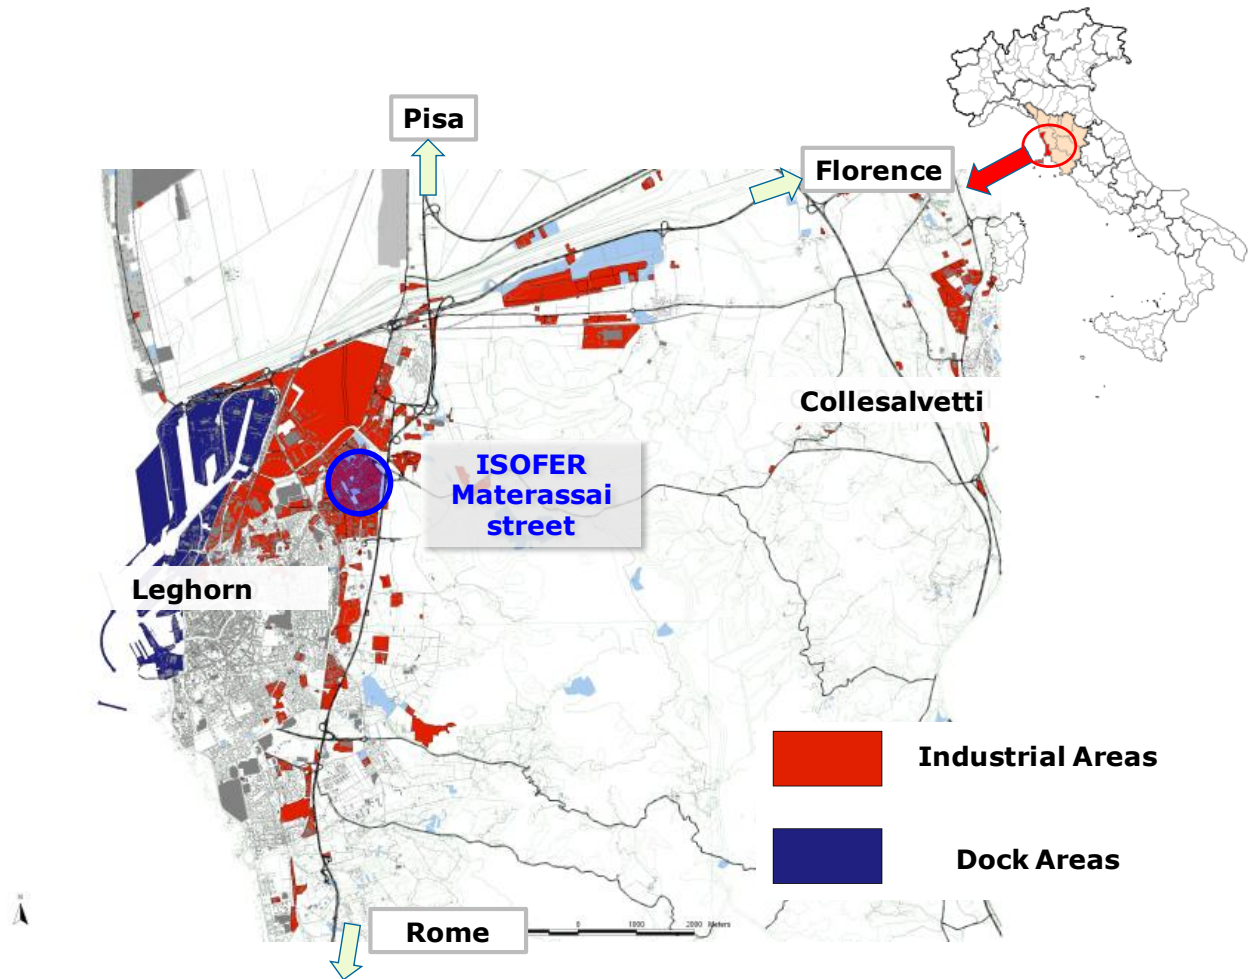 Pisa
Florence
Collesalvetti
ISOFER
Materassai
street
Leghorn
Industrial Areas
Dock Areas
Rome
0 1000 2000 Meters
N